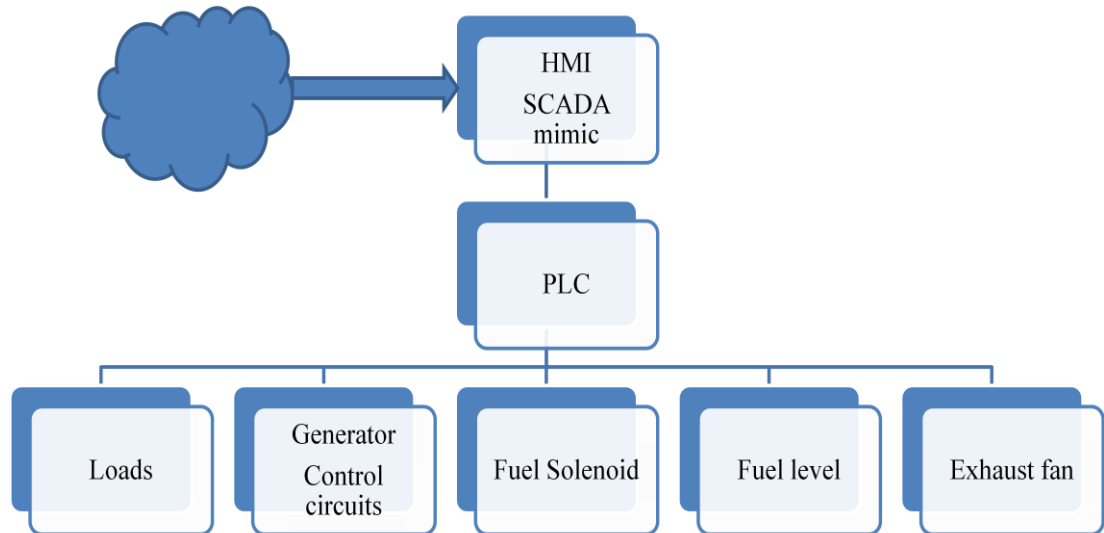 HMI
SCADA
mimic
PLC
Loads
Generator
Control
circuits
Fuel Solenoid
Fuel level
Exhaust fan